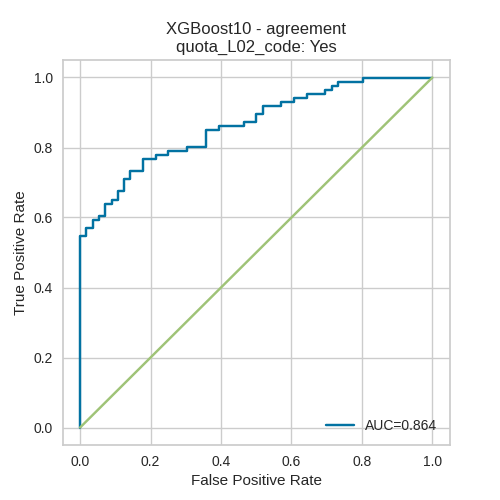 XGBoost10 - agreement
quota_L02_code: Yes
1.0
0.8
0.6
0.4
0.2
0.0
True Positive Rate
AUC=0.864
0.0 0.2 0.4 0.6 0.8 1.0
False Positive Rate